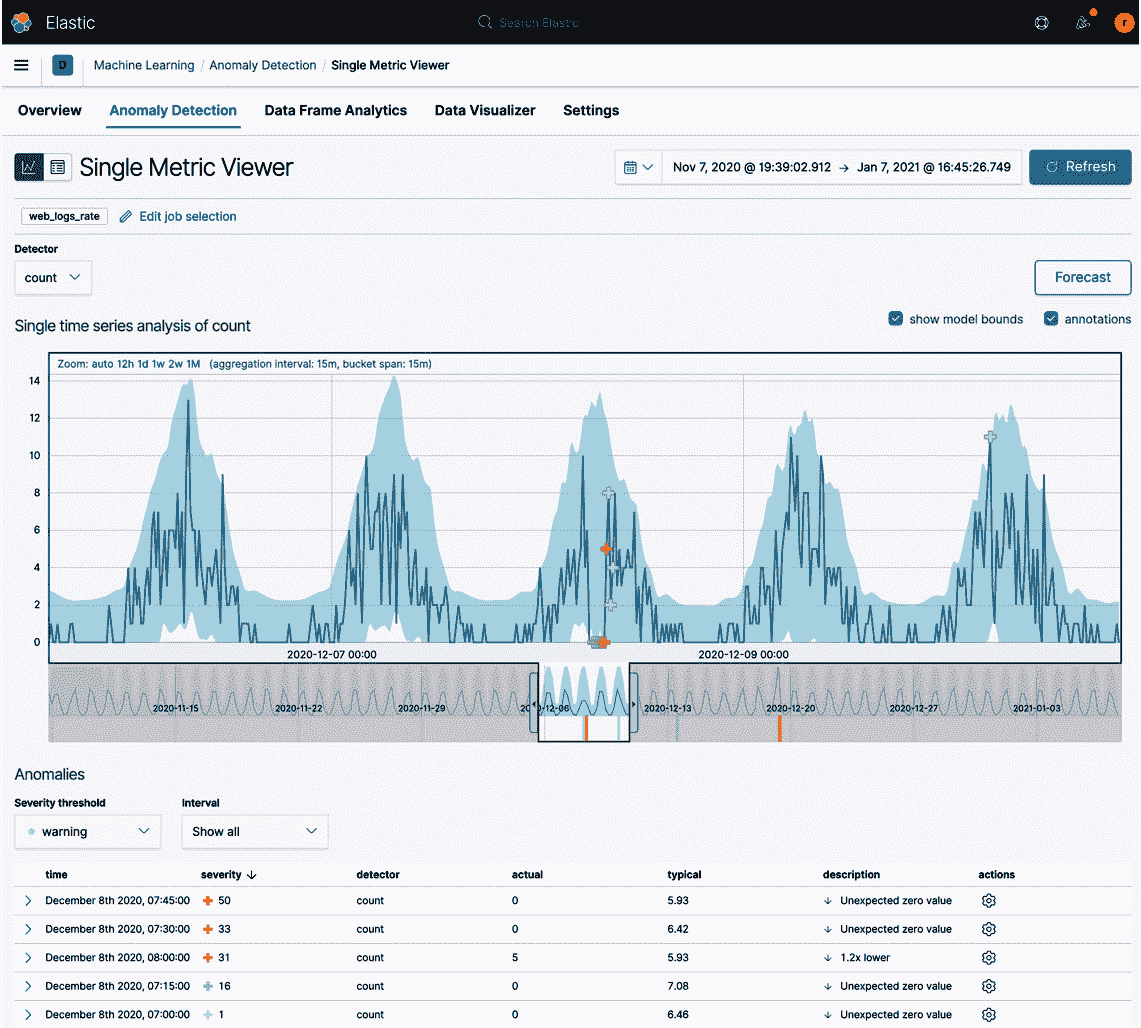 Elastic Search Elastic r
D Machine Learning / Anomaly Detection / Single Metric Viewer
Overview Anomaly Detection Data Frame Analytics Data Visualizer Settings
Single Metric Viewer Nov 7, 2020 @ 19:39:02.912 → Jan 7, 2021 @ 16:45:26.749 Refresh
web_logs_rate Edit job selection
Detector
count Forecast
Single time series analysis of count show model bounds annotations
Zoom: auto 12h 1d 1w 2w 1M (aggregation interval: 15m, bucket span: 15m)
14
12
10
8
6
4
2
0
2020-12-07 00:00 2020-12-09 00:00
2020-11-15 2020-11-22 2020-11-29 2020-12-06 2020-12-13 2020-12-20 2020-12-27 2021-01-03
Anomalies
Severity threshold Interval
warning Show all
time severity ↓ detector actual typical description actions
December 8th 2020, 07:45:00 50 count 0 5.93 ↓ Unexpected zero value
December 8th 2020, 07:30:00 33 count 0 6.42 ↓ Unexpected zero value
December 8th 2020, 08:00:00 31 count 5 5.93 ↓ 1.2x lower
December 8th 2020, 07:15:00 16 count 0 7.08 ↓ Unexpected zero value
December 8th 2020, 07:00:00 1 count 0 6.46 ↓ Unexpected zero value